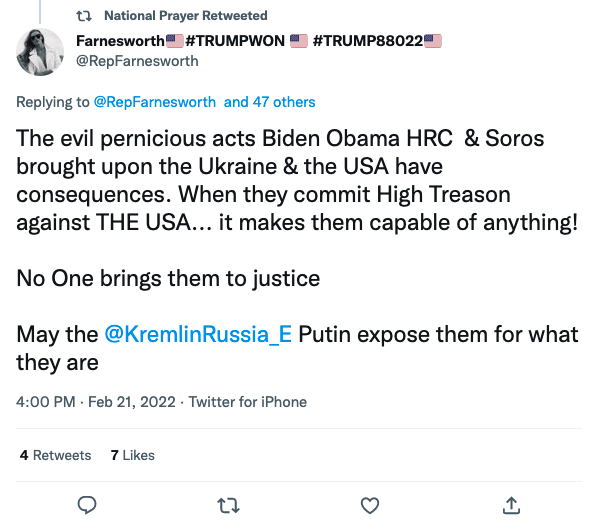 National Prayer Retweeted
Farnesworth🇺🇸#TRUMPWON 🇺🇸 #TRUMP88022🇺🇸
@RepFarnesworth
Replying to @RepFarnesworth and 47 others
The evil pernicious acts Biden Obama HRC & Soros
brought upon the Ukraine & the USA have
consequences. When they commit High Treason
against THE USA... it makes them capable of anything!
No One brings them to justice
May the @KremlinRussia_E Putin expose them for what
they are
4:00 PM · Feb 21, 2022 · Twitter for iPhone
4 Retweets 7 Likes